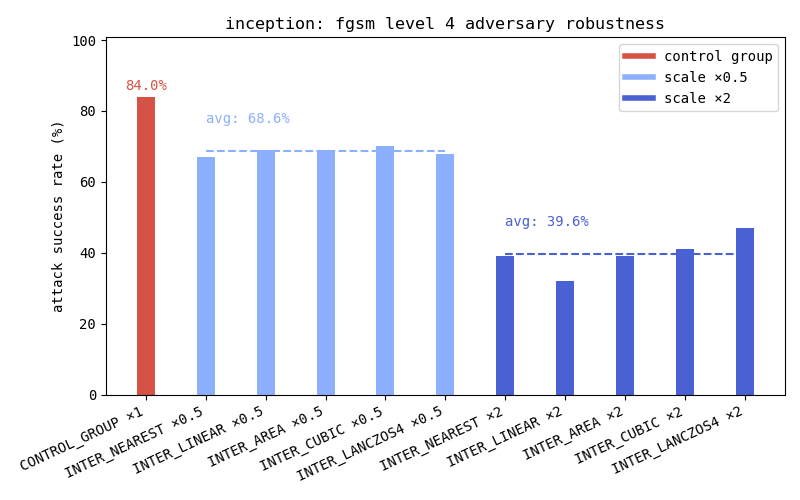 inception: fgsm level 4 adversary robustness
attack success rate (%)
100
80
60
40
20
0
84.0%
avg: 68.6%
avg: 39.6%
control group
scale ×0.5
scale ×2
CONTROL_GROUP ×1
INTER_NEAREST ×0.5
INTER_LINEAR ×0.5
INTER_AREA ×0.5
INTER_CUBIC ×0.5
INTER_LANCZOS4 ×0.5
INTER_NEAREST ×2
INTER_LINEAR ×2
INTER_AREA ×2
INTER_CUBIC ×2
INTER_LANCZOS4 ×2